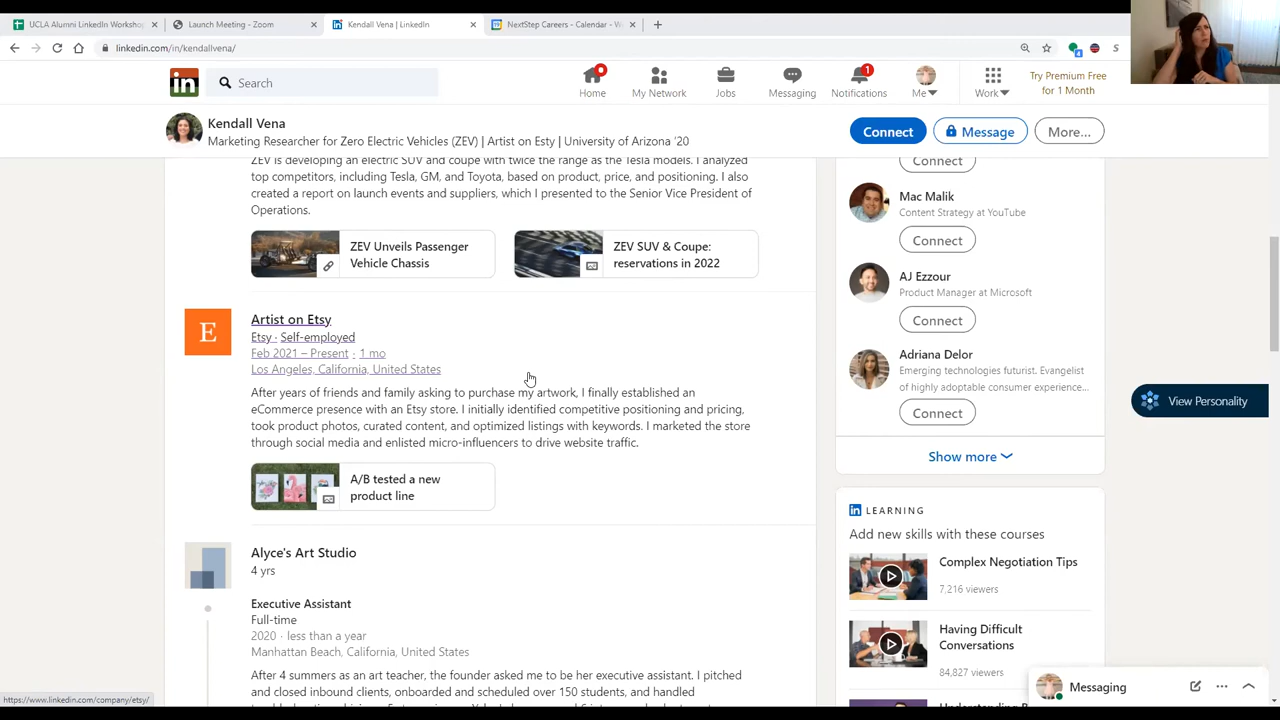 UCLA Alumni LinkedIn Workshop
Launch Meeting - Zoom
Kendall Vena | LinkedIn
NextStep Careers - Calendar - W
linkedin.com/in/kendallvena/
in
Search
Home
My Network
Jobs
Messaging
1
Notifications
Me
Work
Try Premium Free
for 1 Month
Kendall Vena
Marketing Researcher for Zero Electric Vehicles (ZEV) | Artist on Esty | University of Arizona '20
Connect
Message
More...
ZEV is developing an electric SUV and coupe with twice the range as the Tesla models. I analyzed
top competitors, including Tesla, GM, and Toyota, based on product, price, and positioning. I also
created a report on launch events and suppliers, which I presented to the Senior Vice President of
Operations.
ZEV Unveils Passenger
Vehicle Chassis
ZEV SUV & Coupe:
reservations in 2022
E
Artist on Etsy
Etsy · Self-employed
Feb 2021 – Present · 1 mo
Los Angeles, California, United States
After years of friends and family asking to purchase my artwork, I finally established an
eCommerce presence with an Etsy store. I initially identified competitive positioning and pricing,
took product photos, curated content, and optimized listings with keywords. I marketed the store
through social media and enlisted micro-influencers to drive website traffic.
A/B tested a new
product line
Alyce's Art Studio
4 yrs
Executive Assistant
Full-time
2020 · less than a year
Manhattan Beach, California, United States
After 4 summers as an art teacher, the founder asked me to be her executive assistant. I pitched
and closed inbound clients, onboarded and scheduled over 150 students, and handled
Connect
Mac Malik
Content Strategy at YouTube
Connect
AJ Ezzour
Product Manager at Microsoft
Connect
Adriana Delor
Emerging technologies futurist. Evangelist
of highly adoptable consumer experience...
Connect
Show more
in LEARNING
Add new skills with these courses
Complex Negotiation Tips
7,216 viewers
Having Difficult
Conversations
84,827 viewers
View Personality
Messaging
https://www.linkedin.com/company/etsy/